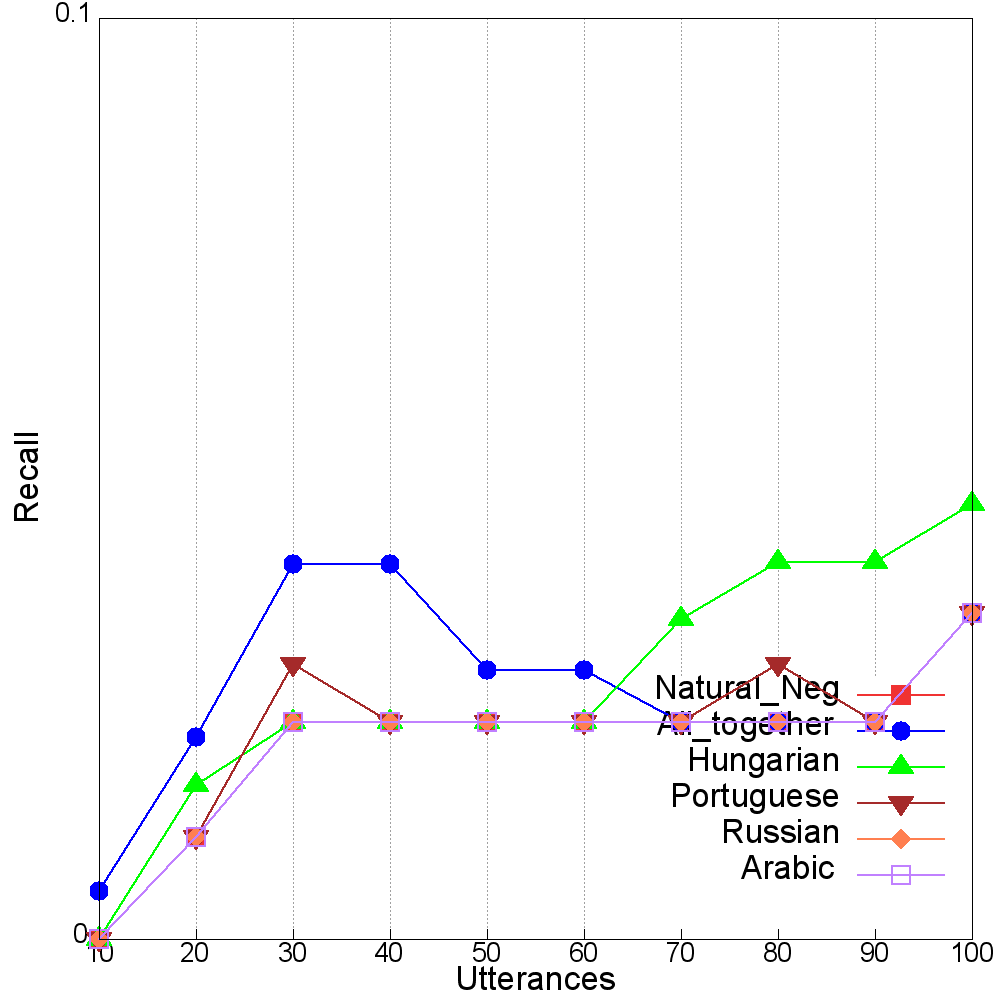 0.1
Recall
Natural_Neg
All_together
Hungarian
Portuguese
Russian
Arabic
0
10 20 30 40 50 60 70 80 90 100
Utterances